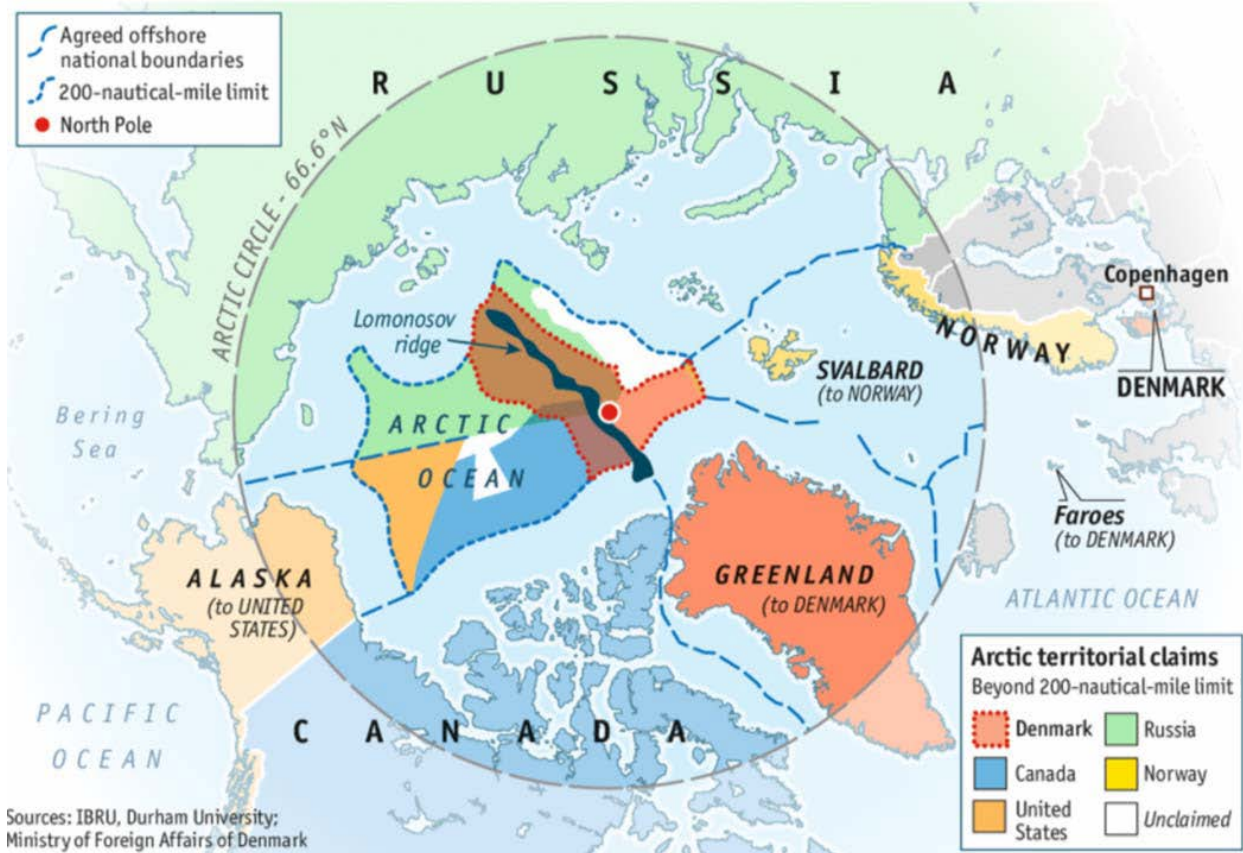 Agreed offshore
national boundaries
200-nautical-mile limit
North Pole
R U S S I A
ARCTIC CIRCLE - 66.6°N
Lomonosov
ridge
Copenhagen
NORWAY
DENMARK
SVALBARD
(to NORWAY)
Bering
Sea
ARCTIC
OCEAN
Faroes
(to DENMARK)
ALASKA
(to UNITED
STATES)
GREENLAND
(to DENMARK)
ATLANTIC OCEAN
PACIFIC
OCEAN
C A N A D A
Arctic territorial claims
Beyond 200-nautical-mile limit
Denmark
Russia
Canada
Norway
United
States
Unclaimed
Sources: IBRU, Durham University;
Ministry of Foreign Affairs of Denmark